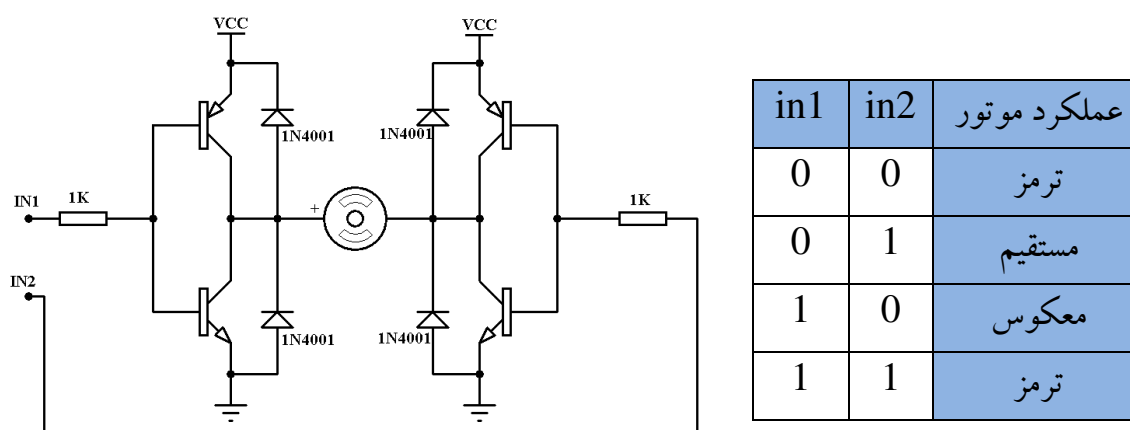 VCC
VCC
1N4001
1N4001
IN1
1K
+
1K
IN2
1N4001
1N4001
in1 in2 عملکرد موتور
0 0 ترمز
0 1 مستقیم
1 0 معکوس
1 1 ترمز